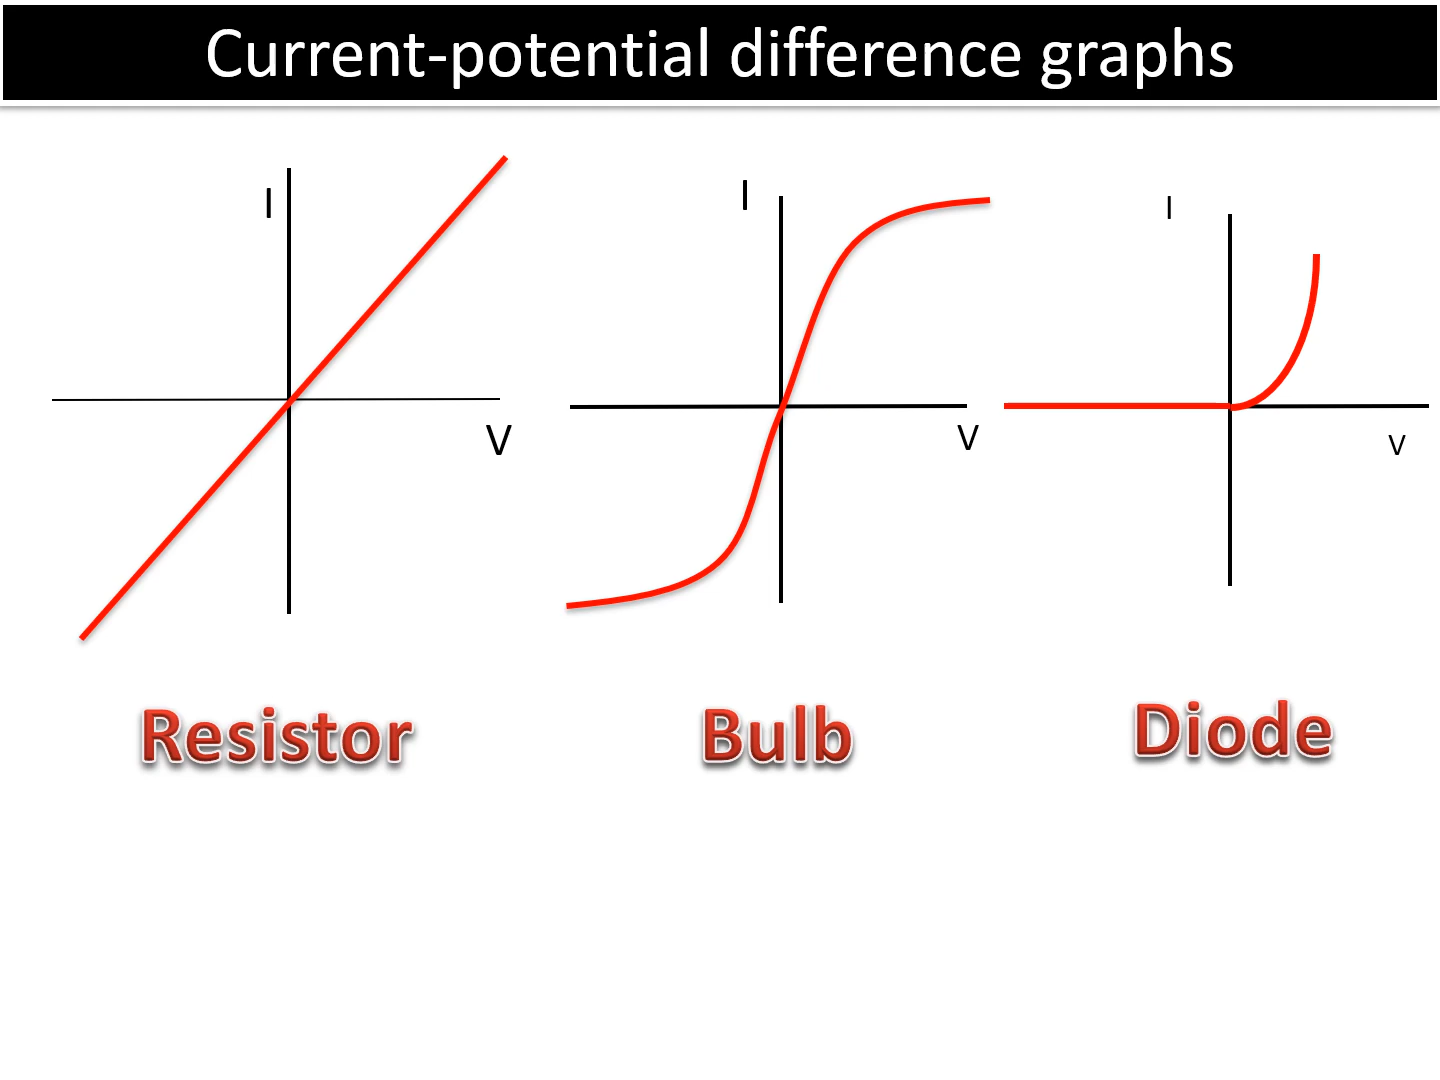 Current-potential difference graphs
I
V
I
V
I
V
Resistor
Bulb
Diode